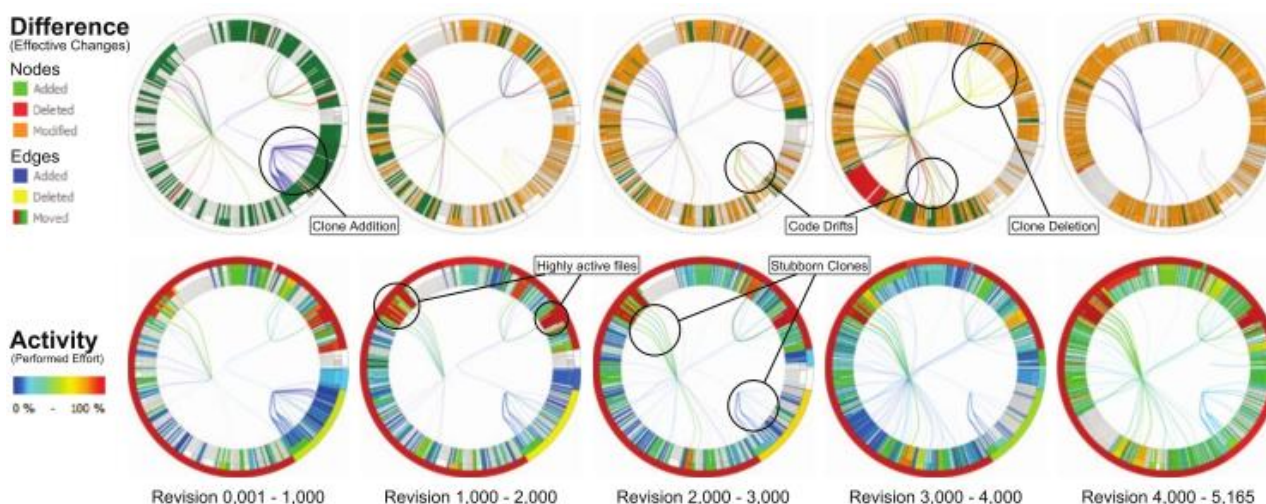 Difference
(Effective Changes)
Nodes
Added
Deleted
Modified
Edges
Added
Deleted
Moved
Clone Addition
Code Drifts
Clone Deletion
Highly active files
Stubborn Clones
Activity
(Performed Effort)
0 % - 100 %
Revision 0,001 - 1,000
Revision 1,000 - 2,000
Revision 2,000 - 3,000
Revision 3,000 - 4,000
Revision 4,000 - 5,165